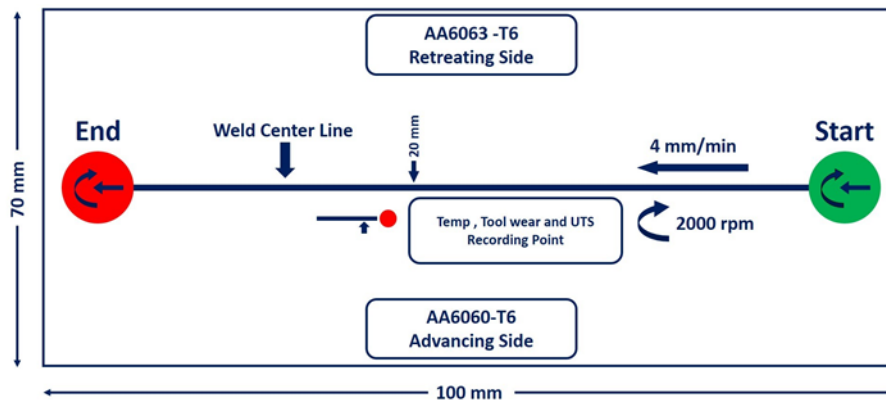 AA6063 -T6
Retreating Side
End
Weld Center Line
20 mm
4 mm/min
Start
70 mm
Temp , Tool wear and UTS
Recording Point
2000 rpm
AA6060-T6
Advancing Side
100 mm